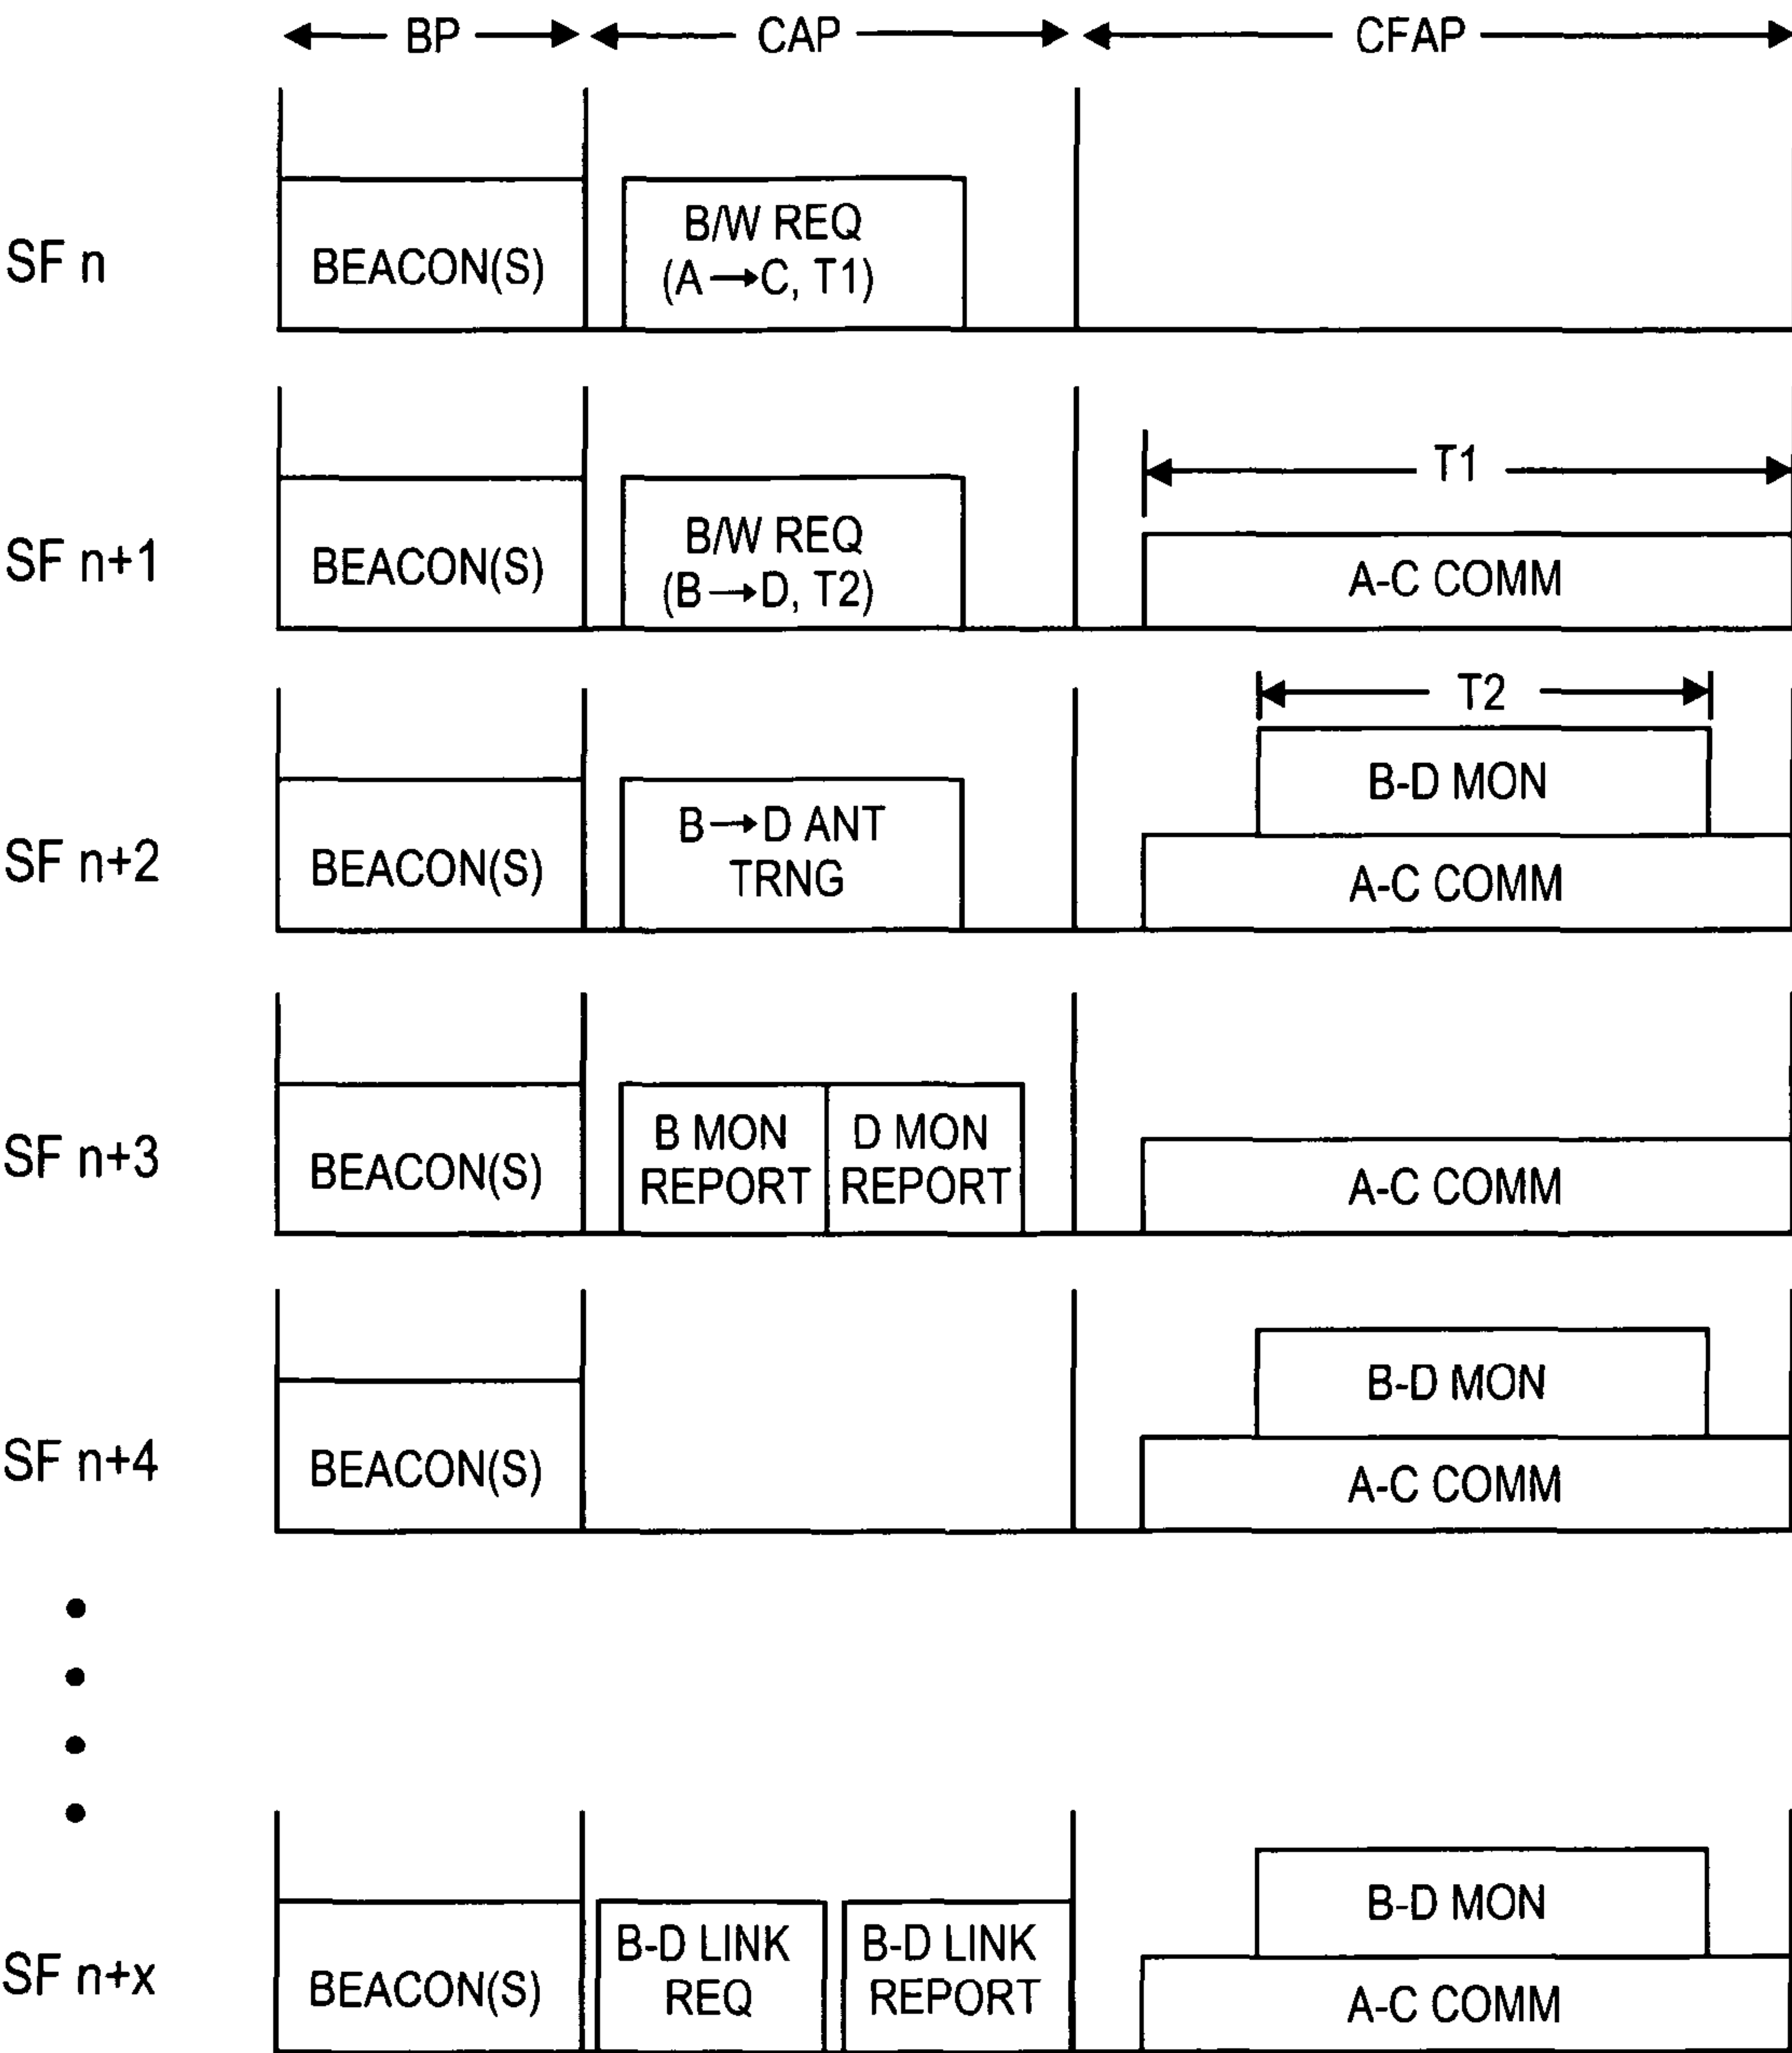 BP CAP CFAP
SF n
BEACON(S)
B/W REQ
(A→C, T1)
SF n+1
BEACON(S)
B/W REQ
(B→D, T2)
T1
A-C COMM
SF n+2
BEACON(S)
B→D ANT
TRNG
T2
B-D MON
A-C COMM
SF n+3
BEACON(S)
B MON
REPORT
D MON
REPORT
A-C COMM
SF n+4
BEACON(S)
B-D MON
A-C COMM
SF n+x
BEACON(S)
B-D LINK
REQ
B-D LINK
REPORT
B-D MON
A-C COMM